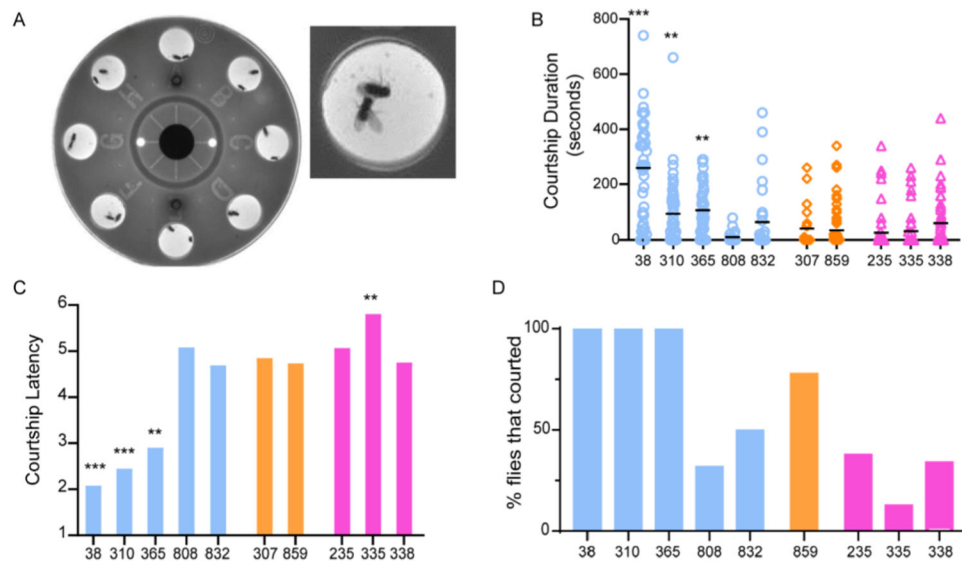 A
H
B
G
C
F
D
B
Courtship Duration
(seconds)
800
600
400
200
0
***
**
**
38 310 365 808 832 307 859 235 335 338
C
Courtship Latency
6
5
4
3
2
1
***
***
**
**
38 310 365 808 832 307 859 235 335 338
D
% flies that courted
100
50
0
38 310 365 808 832 859 235 335 338